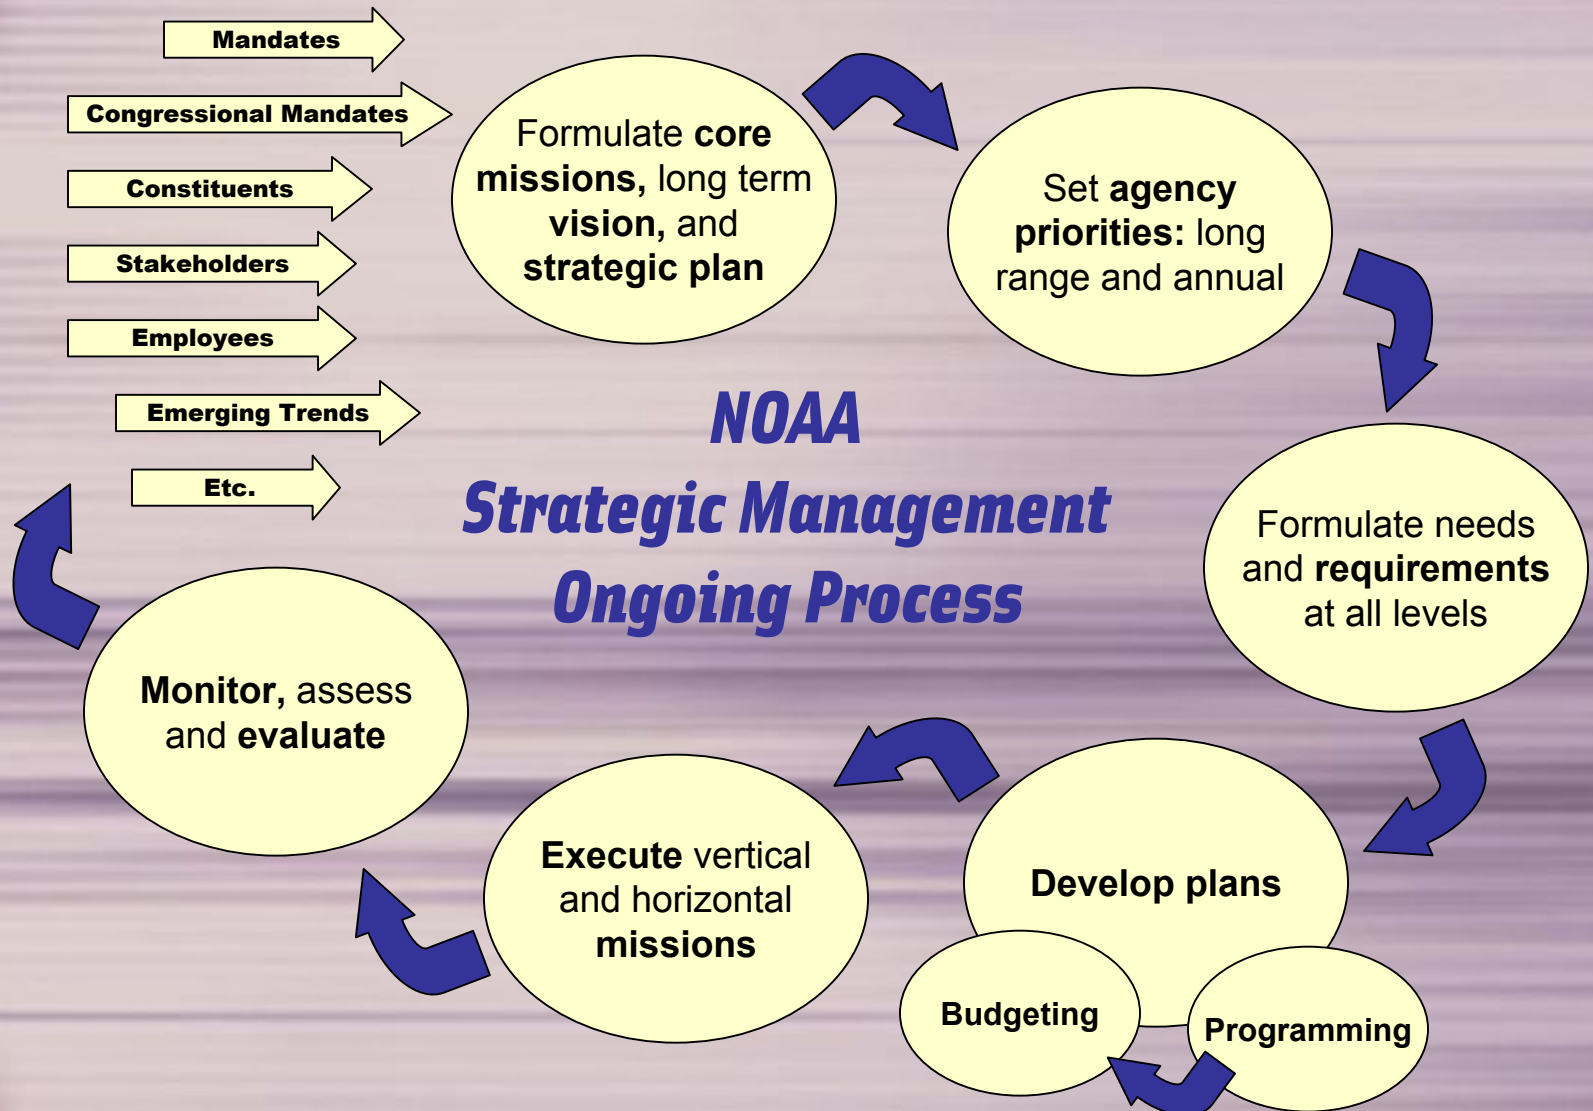 Mandates
Congressional Mandates
Constituents
Stakeholders
Employees
Emerging Trends
Etc.
Formulate core
missions, long term
vision, and
strategic plan
Set agency
priorities: long
range and annual
NOAA
Strategic Management
Ongoing Process
Formulate needs
and requirements
at all levels
Develop plans
Programming
Budgeting
Execute vertical
and horizontal
missions
Monitor, assess
and evaluate